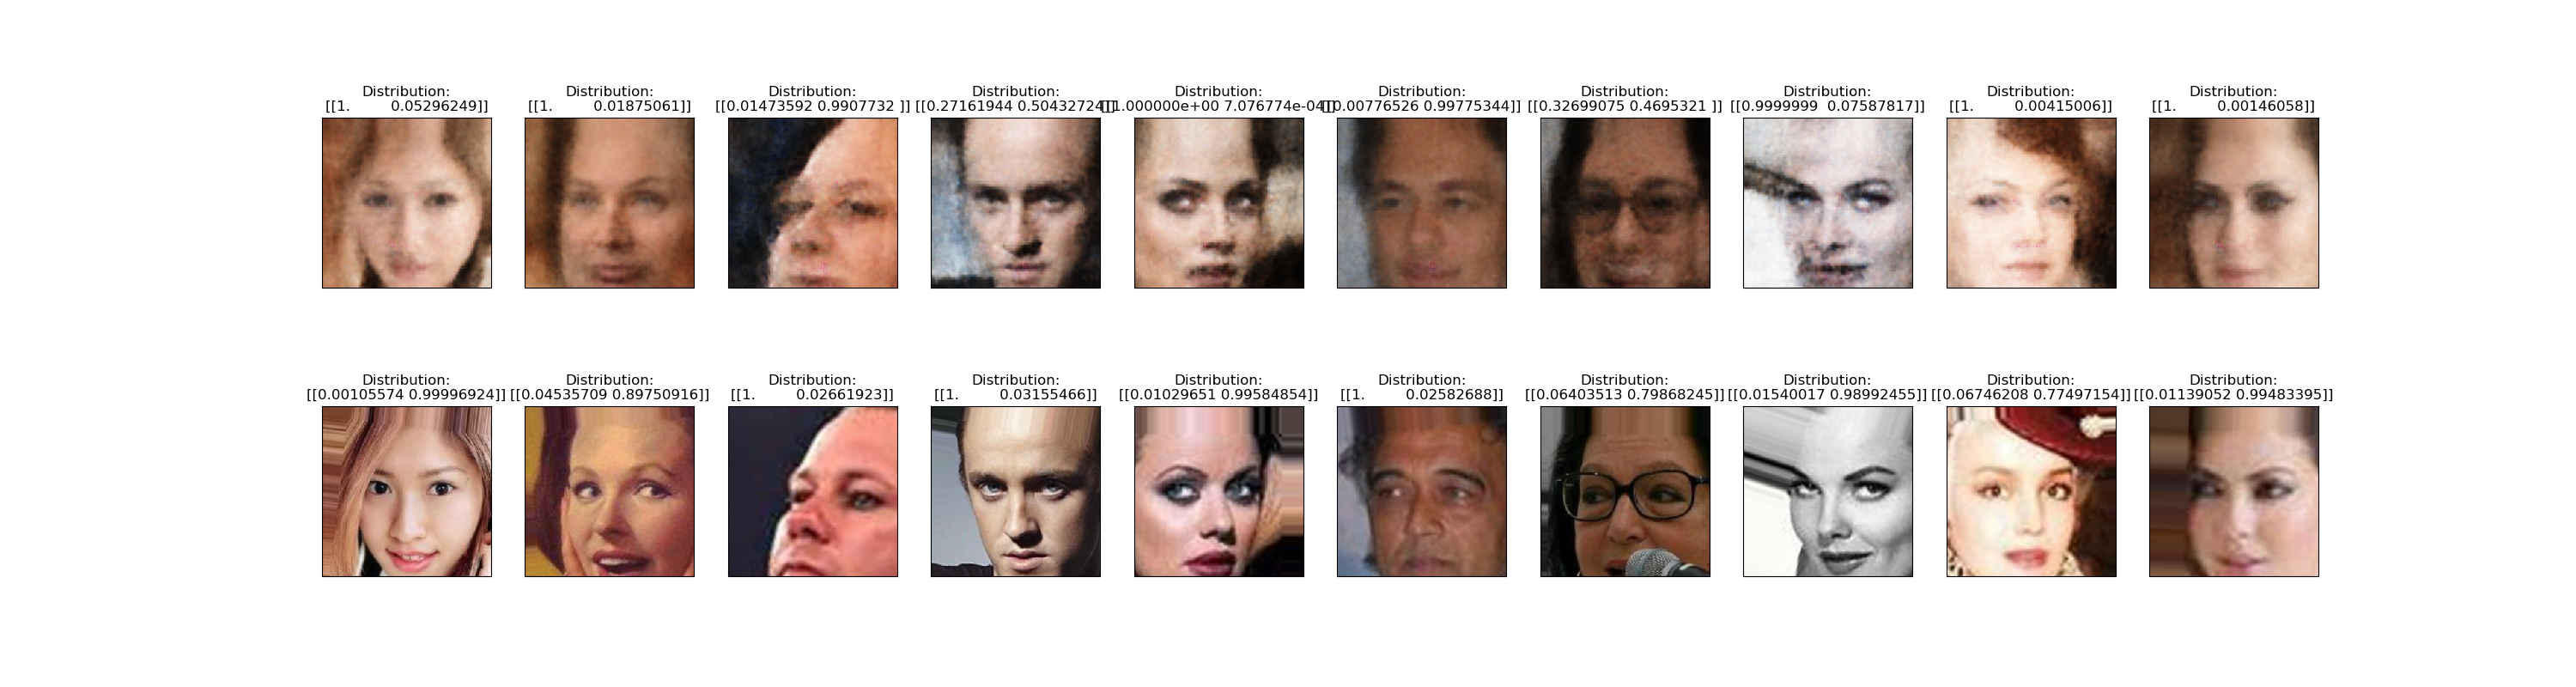 Distribution:
[[1. 0.05296249]]
Distribution:
[[1. 0.01875061]]
Distribution:
[[0.01473592 0.9907732 ]]
Distribution:
[[0.27161944 0.50432724]]
Distribution:
[[1.000000e+00 7.076774e-04]]
Distribution:
[[0.00776526 0.99775344]]
Distribution:
[[0.32699075 0.4695321 ]]
Distribution:
[[0.9999999 0.07587817]]
Distribution:
[[1. 0.00415006]]
Distribution:
[[1. 0.00146058]]
Distribution:
[[0.00105574 0.99996924]]
Distribution:
[[0.04535709 0.89750916]]
Distribution:
[[1. 0.02661923]]
Distribution:
[[1. 0.03155466]]
Distribution:
[[0.01029651 0.99584854]]
Distribution:
[[1. 0.02582688]]
Distribution:
[[0.06403513 0.79868245]]
Distribution:
[[0.01540017 0.98992455]]
Distribution:
[[0.06746208 0.77497154]]
Distribution:
[[0.01139052 0.99483395]]